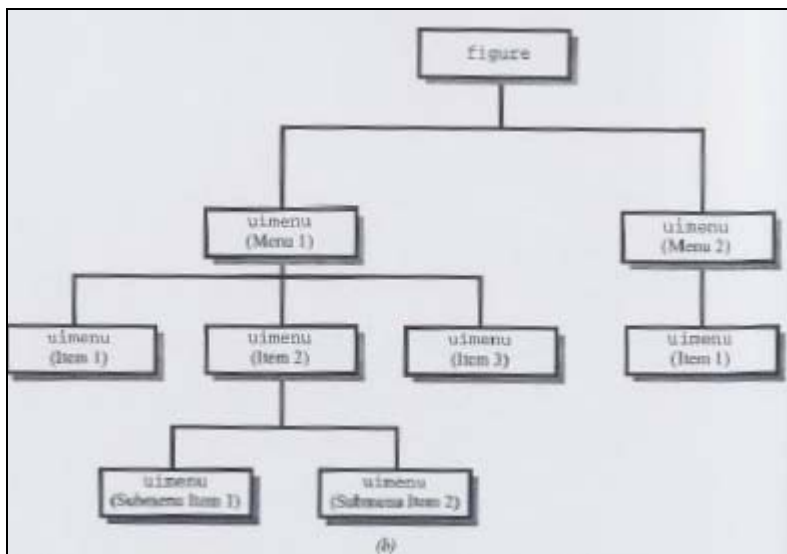 figure
uimenu
(Menu 1)
uimenu
(Menu 2)
uimenu
(Item 1)
uimenu
(Item 2)
uimenu
(Item 3)
uimenu
(Item 1)
uimenu
(Submenu Item 1)
uimenu
(Submenu Item 2)
(b)